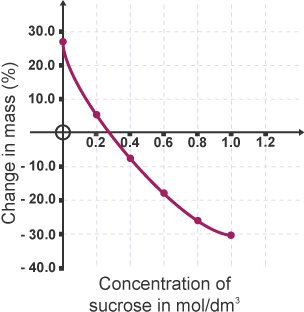 Change in mass (%)
30.0
20.0
10.0
0
- 10.0
- 20.0
- 30.0
- 40.0
0.2 0.4 0.6 0.8 1.0 1.2
Concentration of
sucrose in mol/dm³